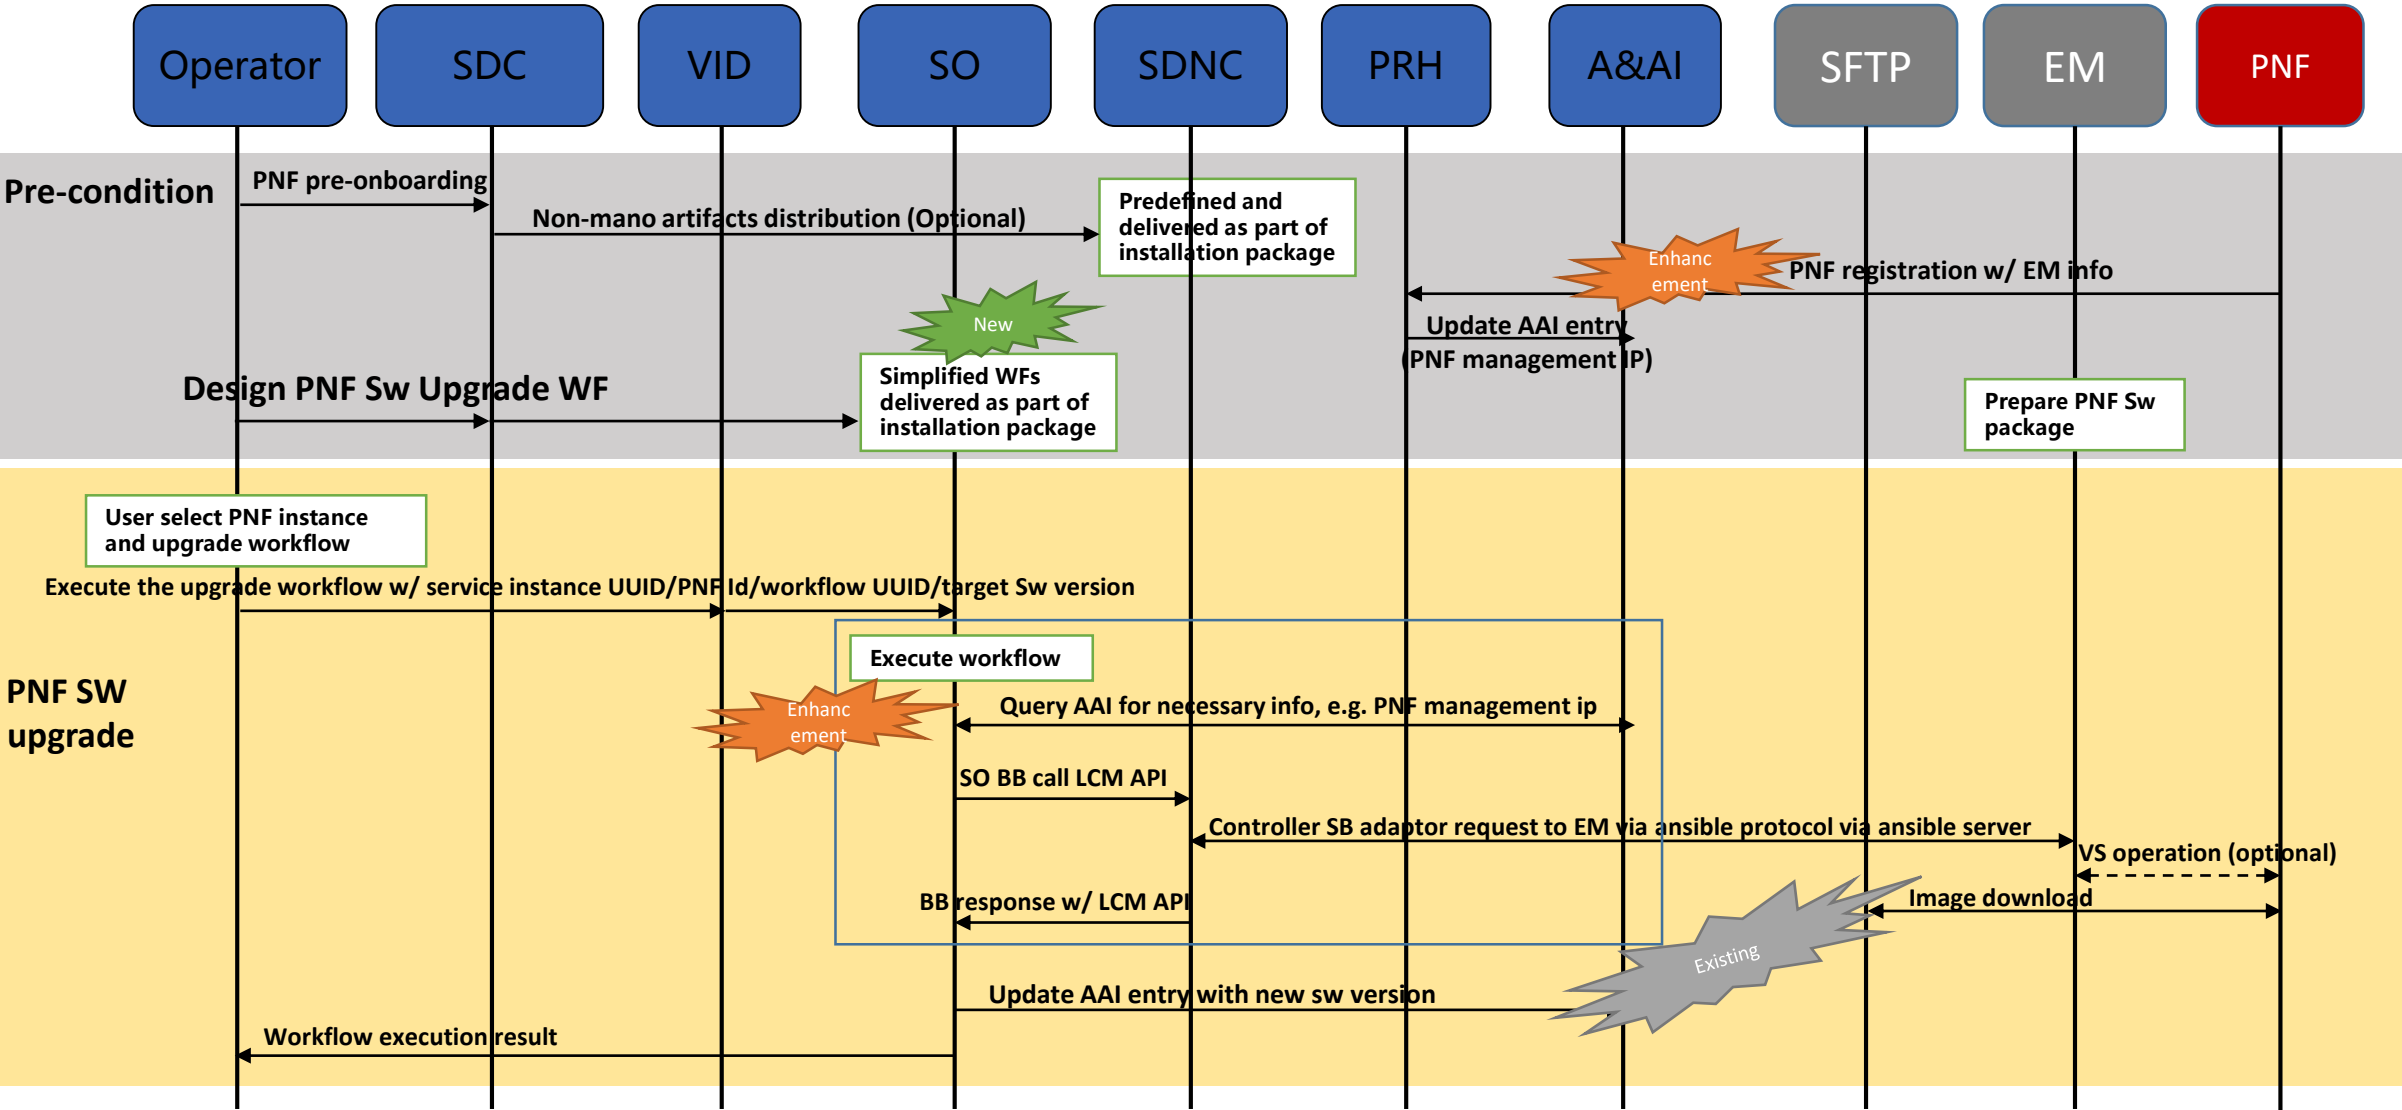 Operator
SDC
VID
SO
SDNC
PRH
A&AI
SFTP
EM
PNF
Pre-condition
PNF pre-onboarding
Non-mano artifacts distribution (Optional)
Predefined and
delivered as part of
installation package
Enhanc
ement
PNF registration w/ EM info
New
Update AAI entry
(PNF management IP)
Design PNF Sw Upgrade WF
Simplified WFs
delivered as part of
installation package
Prepare PNF Sw
package
User select PNF instance
and upgrade workflow
Execute the upgrade workflow w/ service instance UUID/PNF Id/workflow UUID/target Sw version
Execute workflow
PNF SW
upgrade
Enhanc
ement
Query AAI for necessary info, e.g. PNF management ip
SO BB call LCM API
Controller SB adaptor request to EM via ansible protocol via ansible server
VS operation (optional)
BB response w/ LCM API
Image download
Existing
Update AAI entry with new sw version
Workflow execution result